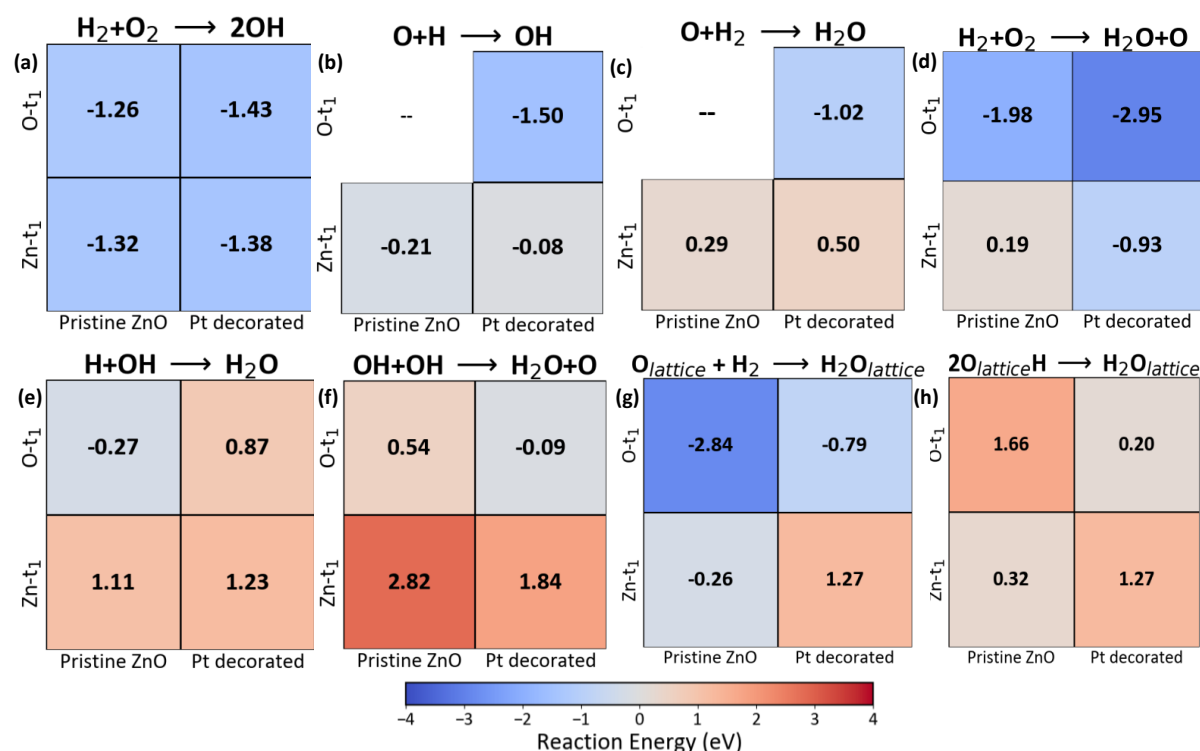 H₂+O₂ ⟶ 2OH
(a)
O-t₁
-1.26
-1.43
Zn-t₁
-1.32
-1.38
Pristine ZnO
Pt decorated
O+H ⟶ OH
(b)
O-t₁
--
-1.50
Zn-t₁
-0.21
-0.08
Pristine ZnO
Pt decorated
O+H₂ ⟶ H₂O
(c)
O-t₁
--
-1.02
Zn-t₁
0.29
0.50
Pristine ZnO
Pt decorated
H₂+O₂ ⟶ H₂O+O
(d)
O-t₁
-1.98
-2.95
Zn-t₁
0.19
-0.93
Pristine ZnO
Pt decorated
H+OH ⟶ H₂O
(e)
O-t₁
-0.27
0.87
Zn-t₁
1.11
1.23
Pristine ZnO
Pt decorated
OH+OH ⟶ H₂O+O
(f)
O-t₁
0.54
-0.09
Zn-t₁
2.82
1.84
Pristine ZnO
Pt decorated
O_lattice + H₂ ⟶ H₂O_lattice
(g)
O-t₁
-2.84
-0.79
Zn-t₁
-0.26
1.27
Pristine ZnO
Pt decorated
2O_latticeH ⟶ H₂O_lattice
(h)
O-t₁
1.66
0.20
Zn-t₁
0.32
1.27
Pristine ZnO
Pt decorated
−4 −3 −2 −1 0 1 2 3 4
Reaction Energy (eV)